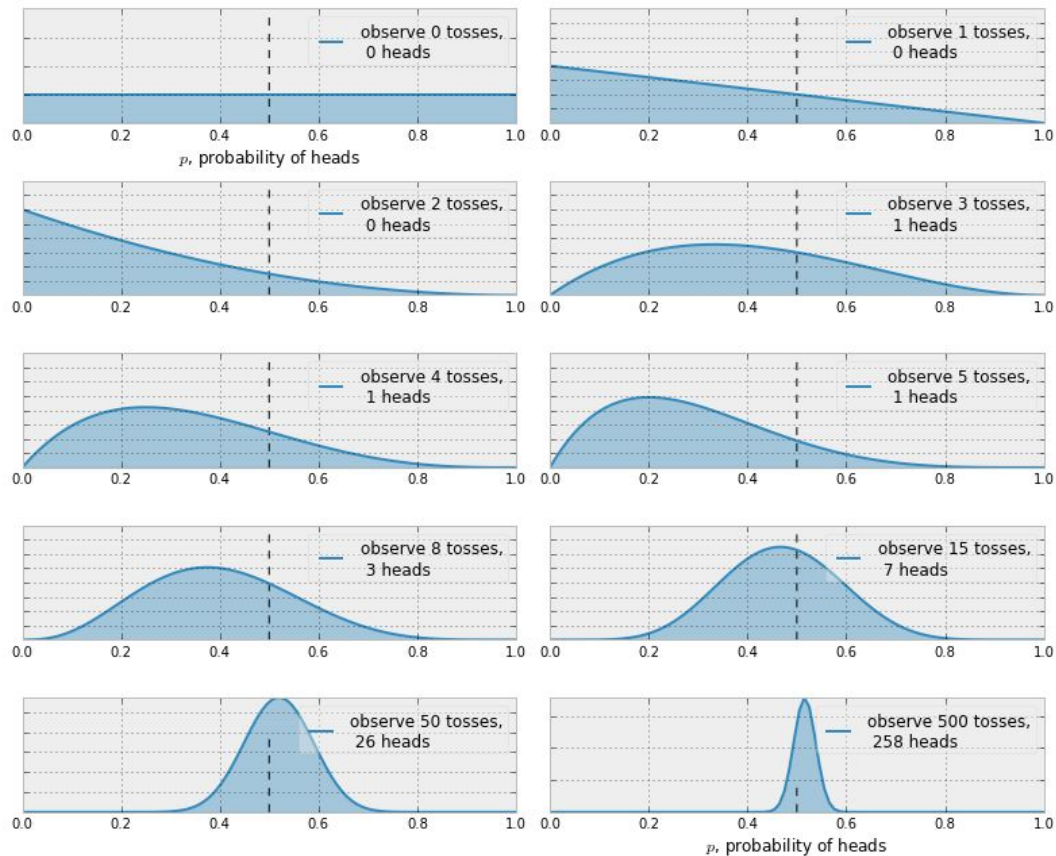 observe 0 tosses,
0 heads
0.0 0.2 0.4 0.6 0.8 1.0
p, probability of heads
observe 1 tosses,
0 heads
0.0 0.2 0.4 0.6 0.8 1.0
observe 2 tosses,
0 heads
0.0 0.2 0.4 0.6 0.8 1.0
observe 3 tosses,
1 heads
0.0 0.2 0.4 0.6 0.8 1.0
observe 4 tosses,
1 heads
0.0 0.2 0.4 0.6 0.8 1.0
observe 5 tosses,
1 heads
0.0 0.2 0.4 0.6 0.8 1.0
observe 8 tosses,
3 heads
0.0 0.2 0.4 0.6 0.8 1.0
observe 15 tosses,
7 heads
0.0 0.2 0.4 0.6 0.8 1.0
observe 50 tosses,
26 heads
0.0 0.2 0.4 0.6 0.8 1.0
observe 500 tosses,
258 heads
0.0 0.2 0.4 0.6 0.8 1.0
p, probability of heads